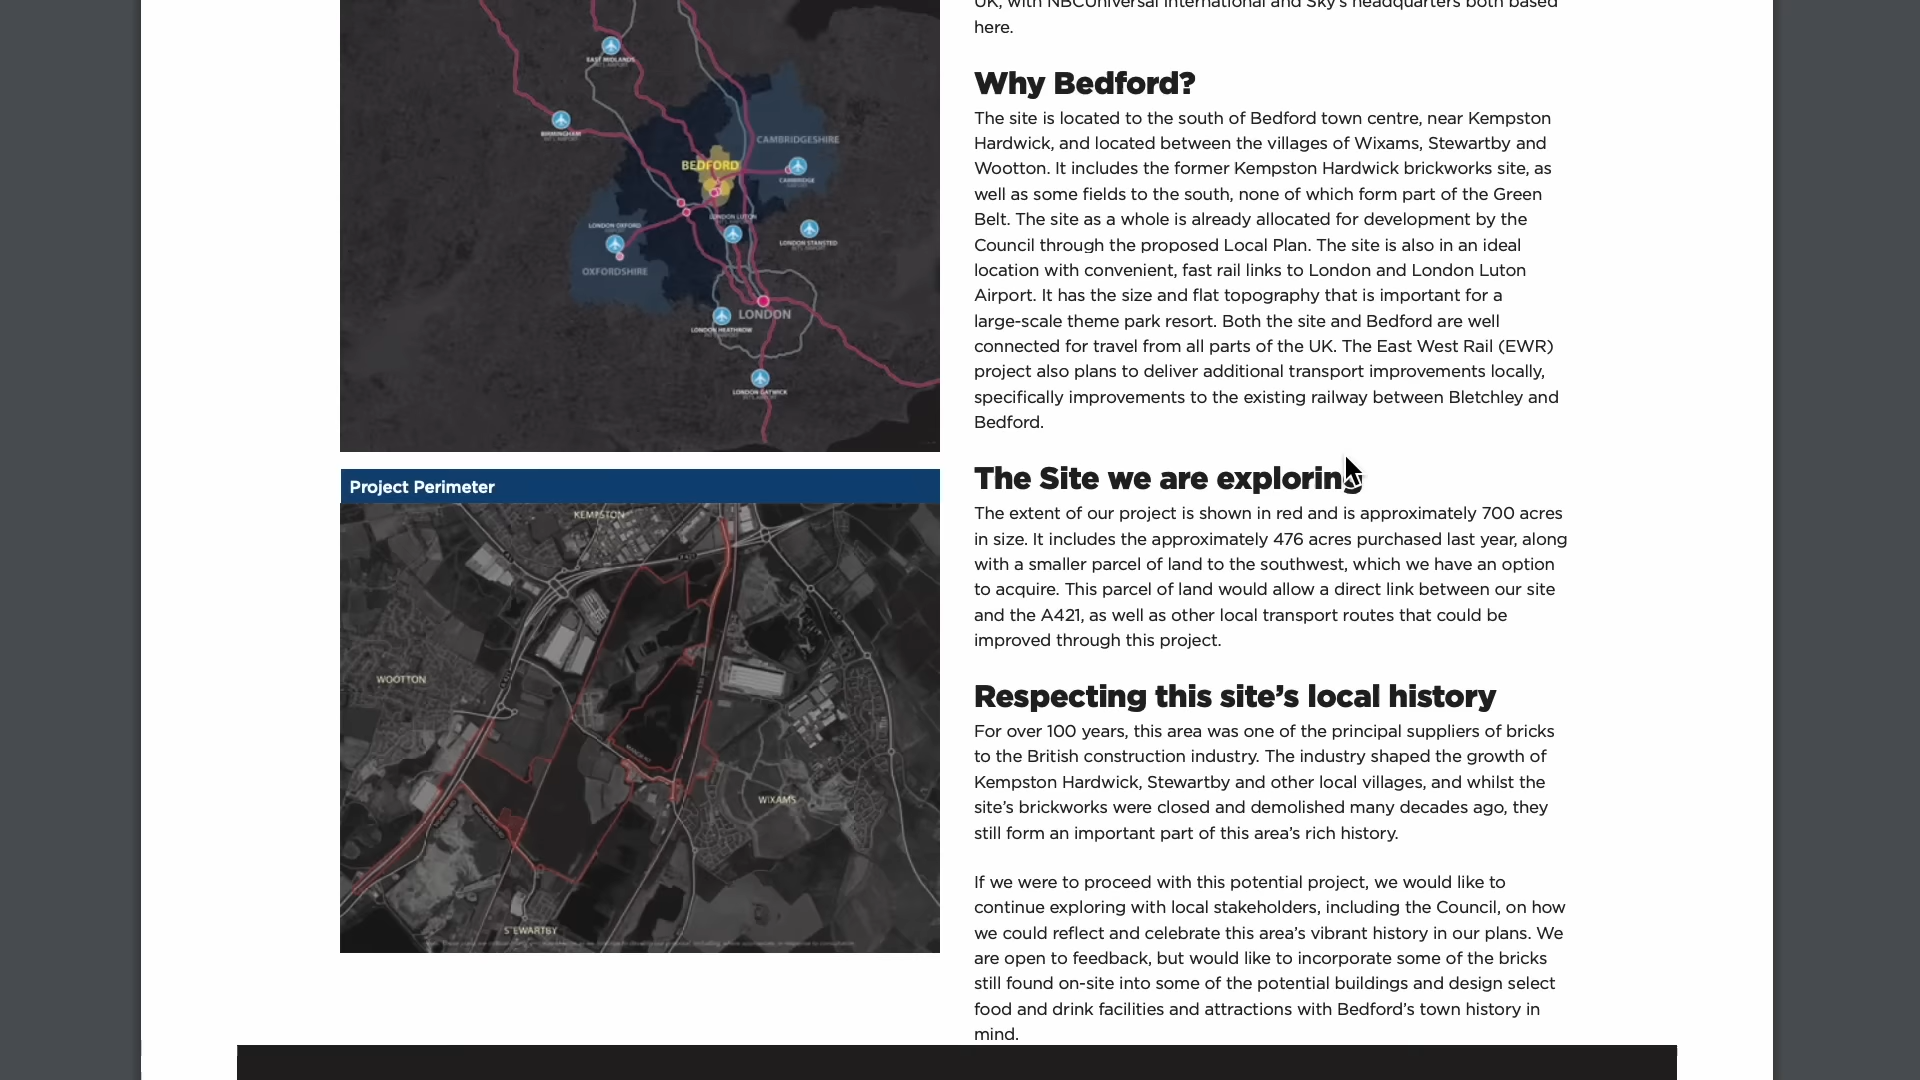 UK, with NBCUniversal International and Sky's headquarters both based
here.
EAST MIDLANDS
BIRMINGHAM
CAMBRIDGESHIRE
BEDFORD
CAMBRIDGE
LONDON LUTON
LONDON OXFORD
LONDON STANSTED
OXFORDSHIRE
LONDON
LONDON HEATHROW
LONDON GATWICK
Project Perimeter
KEMPSTON
WOOTTON
WIXAMS
STEWARTBY
Why Bedford?
The site is located to the south of Bedford town centre, near Kempston
Hardwick, and located between the villages of Wixams, Stewartby and
Wootton. It includes the former Kempston Hardwick brickworks site, as
well as some fields to the south, none of which form part of the Green
Belt. The site as a whole is already allocated for development by the
Council through the proposed Local Plan. The site is also in an ideal
location with convenient, fast rail links to London and London Luton
Airport. It has the size and flat topography that is important for a
large-scale theme park resort. Both the site and Bedford are well
connected for travel from all parts of the UK. The East West Rail (EWR)
project also plans to deliver additional transport improvements locally,
specifically improvements to the existing railway between Bletchley and
Bedford.
The Site we are exploring
The extent of our project is shown in red and is approximately 700 acres
in size. It includes the approximately 476 acres purchased last year, along
with a smaller parcel of land to the southwest, which we have an option
to acquire. This parcel of land would allow a direct link between our site
and the A421, as well as other local transport routes that could be
improved through this project.
Respecting this site's local history
For over 100 years, this area was one of the principal suppliers of bricks
to the British construction industry. The industry shaped the growth of
Kempston Hardwick, Stewartby and other local villages, and whilst the
site's brickworks were closed and demolished many decades ago, they
still form an important part of this area's rich history.
If we were to proceed with this potential project, we would like to
continue exploring with local stakeholders, including the Council, on how
we could reflect and celebrate this area's vibrant history in our plans. We
are open to feedback, but would like to incorporate some of the bricks
still found on-site into some of the potential buildings and design select
food and drink facilities and attractions with Bedford's town history in
mind.